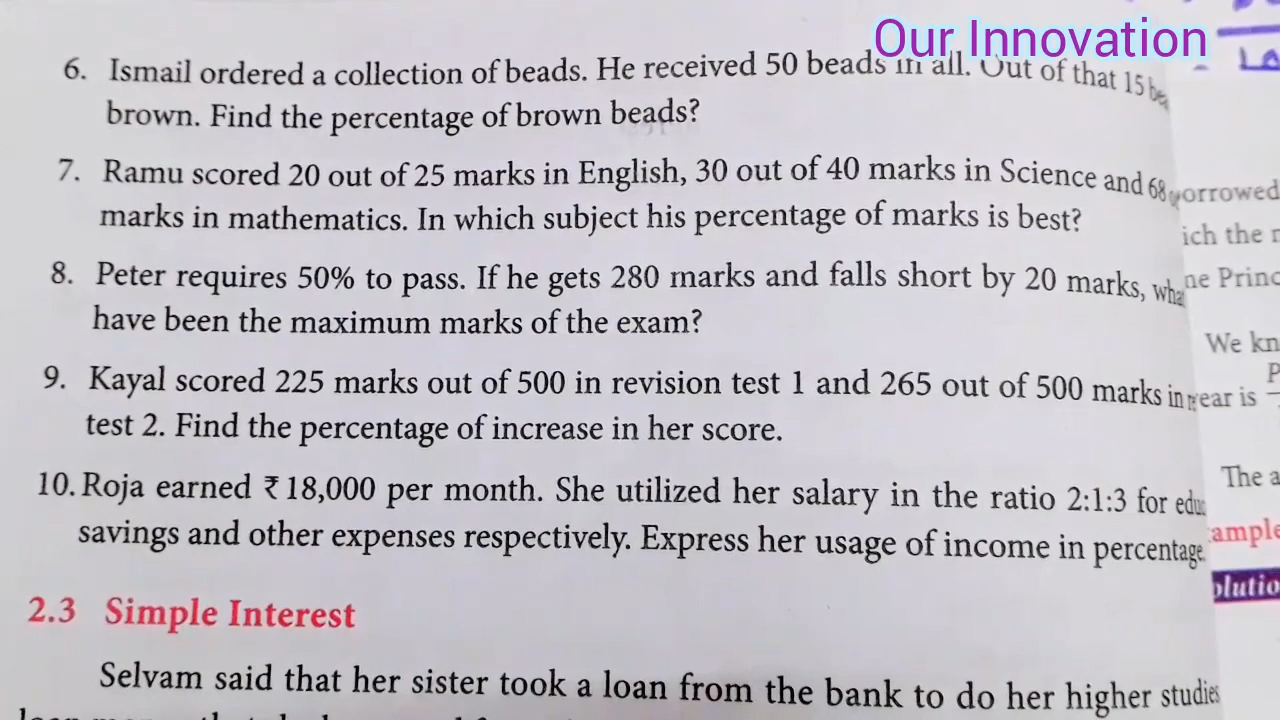 Our Innovation
6. Ismail ordered a collection of beads. He received 50 beads in all. Out of that 15
brown. Find the percentage of brown beads?
7. Ramu scored 20 out of 25 marks in English, 30 out of 40 marks in Science and 68
marks in mathematics. In which subject his percentage of marks is best?
8. Peter requires 50% to pass. If he gets 280 marks and falls short by 20 marks,
have been the maximum marks of the exam?
9. Kayal scored 225 marks out of 500 in revision test 1 and 265 out of 500 marks in
test 2. Find the percentage of increase in her score.
10. Roja earned ₹ 18,000 per month. She utilized her salary in the ratio 2:1:3 for
savings and other expenses respectively. Express her usage of income in percentage.
2.3 Simple Interest
Selvam said that her sister took a loan from the bank to do her higher studies
orrowed
ich the
ne Princ
We kn
P
ear is
The a
ample
olutio